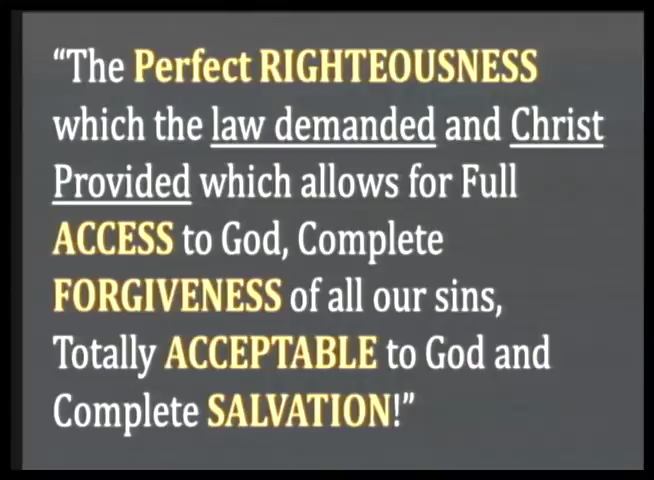 “The Perfect RIGHTEOUSNESS
which the law demanded and Christ
Provided which allows for Full
ACCESS to God, Complete
FORGIVENESS of all our sins,
Totally ACCEPTABLE to God and
Complete SALVATION!”